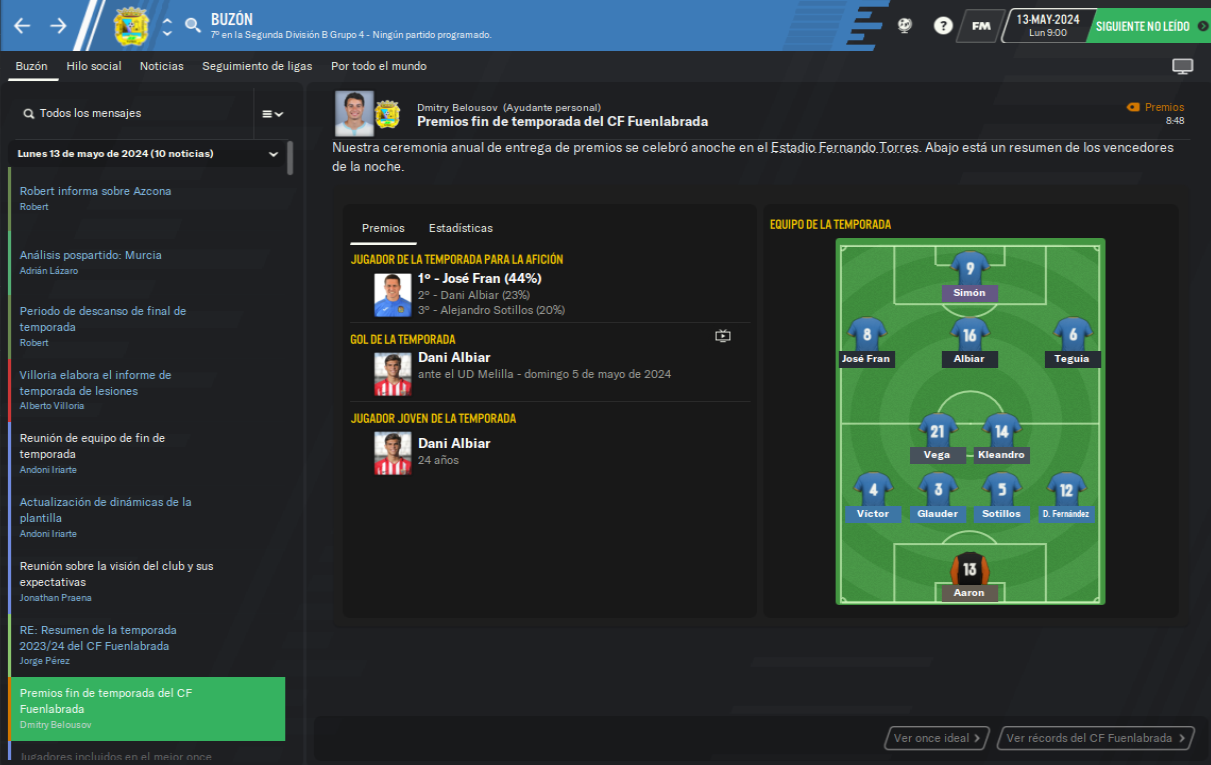 BUZÓN
7º en la Segunda División B Grupo 4 - Ningún partido programado.
?
FM
13-MAY-2024
Lun 9:00
SIGUIENTE NO LEÍDO
Buzón Hilo social Noticias Seguimiento de ligas Por todo el mundo
Todos los mensajes
Lunes 13 de mayo de 2024 (10 noticias)
Robert informa sobre Azcona
Robert
Análisis pospartido: Murcia
Adrián Lázaro
Periodo de descanso de final de
temporada
Robert
Villoria elabora el informe de
temporada de lesiones
Alberto Villoria
Reunión de equipo de fin de
temporada
Andoni Iriarte
Actualización de dinámicas de la
plantilla
Andoni Iriarte
Reunión sobre la visión del club y sus
expectativas
Jonathan Praena
RE: Resumen de la temporada
2023/24 del CF Fuenlabrada
Jorge Pérez
Premios fin de temporada del CF
Fuenlabrada
Dmitry Belousov
Jugadores incluidos en el mejor once
Dmitry Belousov (Ayudante personal)
Premios fin de temporada del CF Fuenlabrada
Premios
8:48
Nuestra ceremonia anual de entrega de premios se celebró anoche en el Estadio Fernando Torres. Abajo está un resumen de los vencedores
de la noche.
Premios Estadísticas
JUGADOR DE LA TEMPORADA PARA LA AFICIÓN
1º - José Fran (44%)
2º - Dani Albiar (23%)
3º - Alejandro Sotillos (20%)
GOL DE LA TEMPORADA
Dani Albiar
ante el UD Melilla - domingo 5 de mayo de 2024
JUGADOR JOVEN DE LA TEMPORADA
Dani Albiar
24 años
EQUIPO DE LA TEMPORADA
9
Simón
8 16 6
José Fran Albiar Teguia
21 14
Vega Kleandro
4 3 5 12
Víctor Glauder Sotillos D. Fernández
13
Aaron
Ver once ideal
Ver récords del CF Fuenlabrada